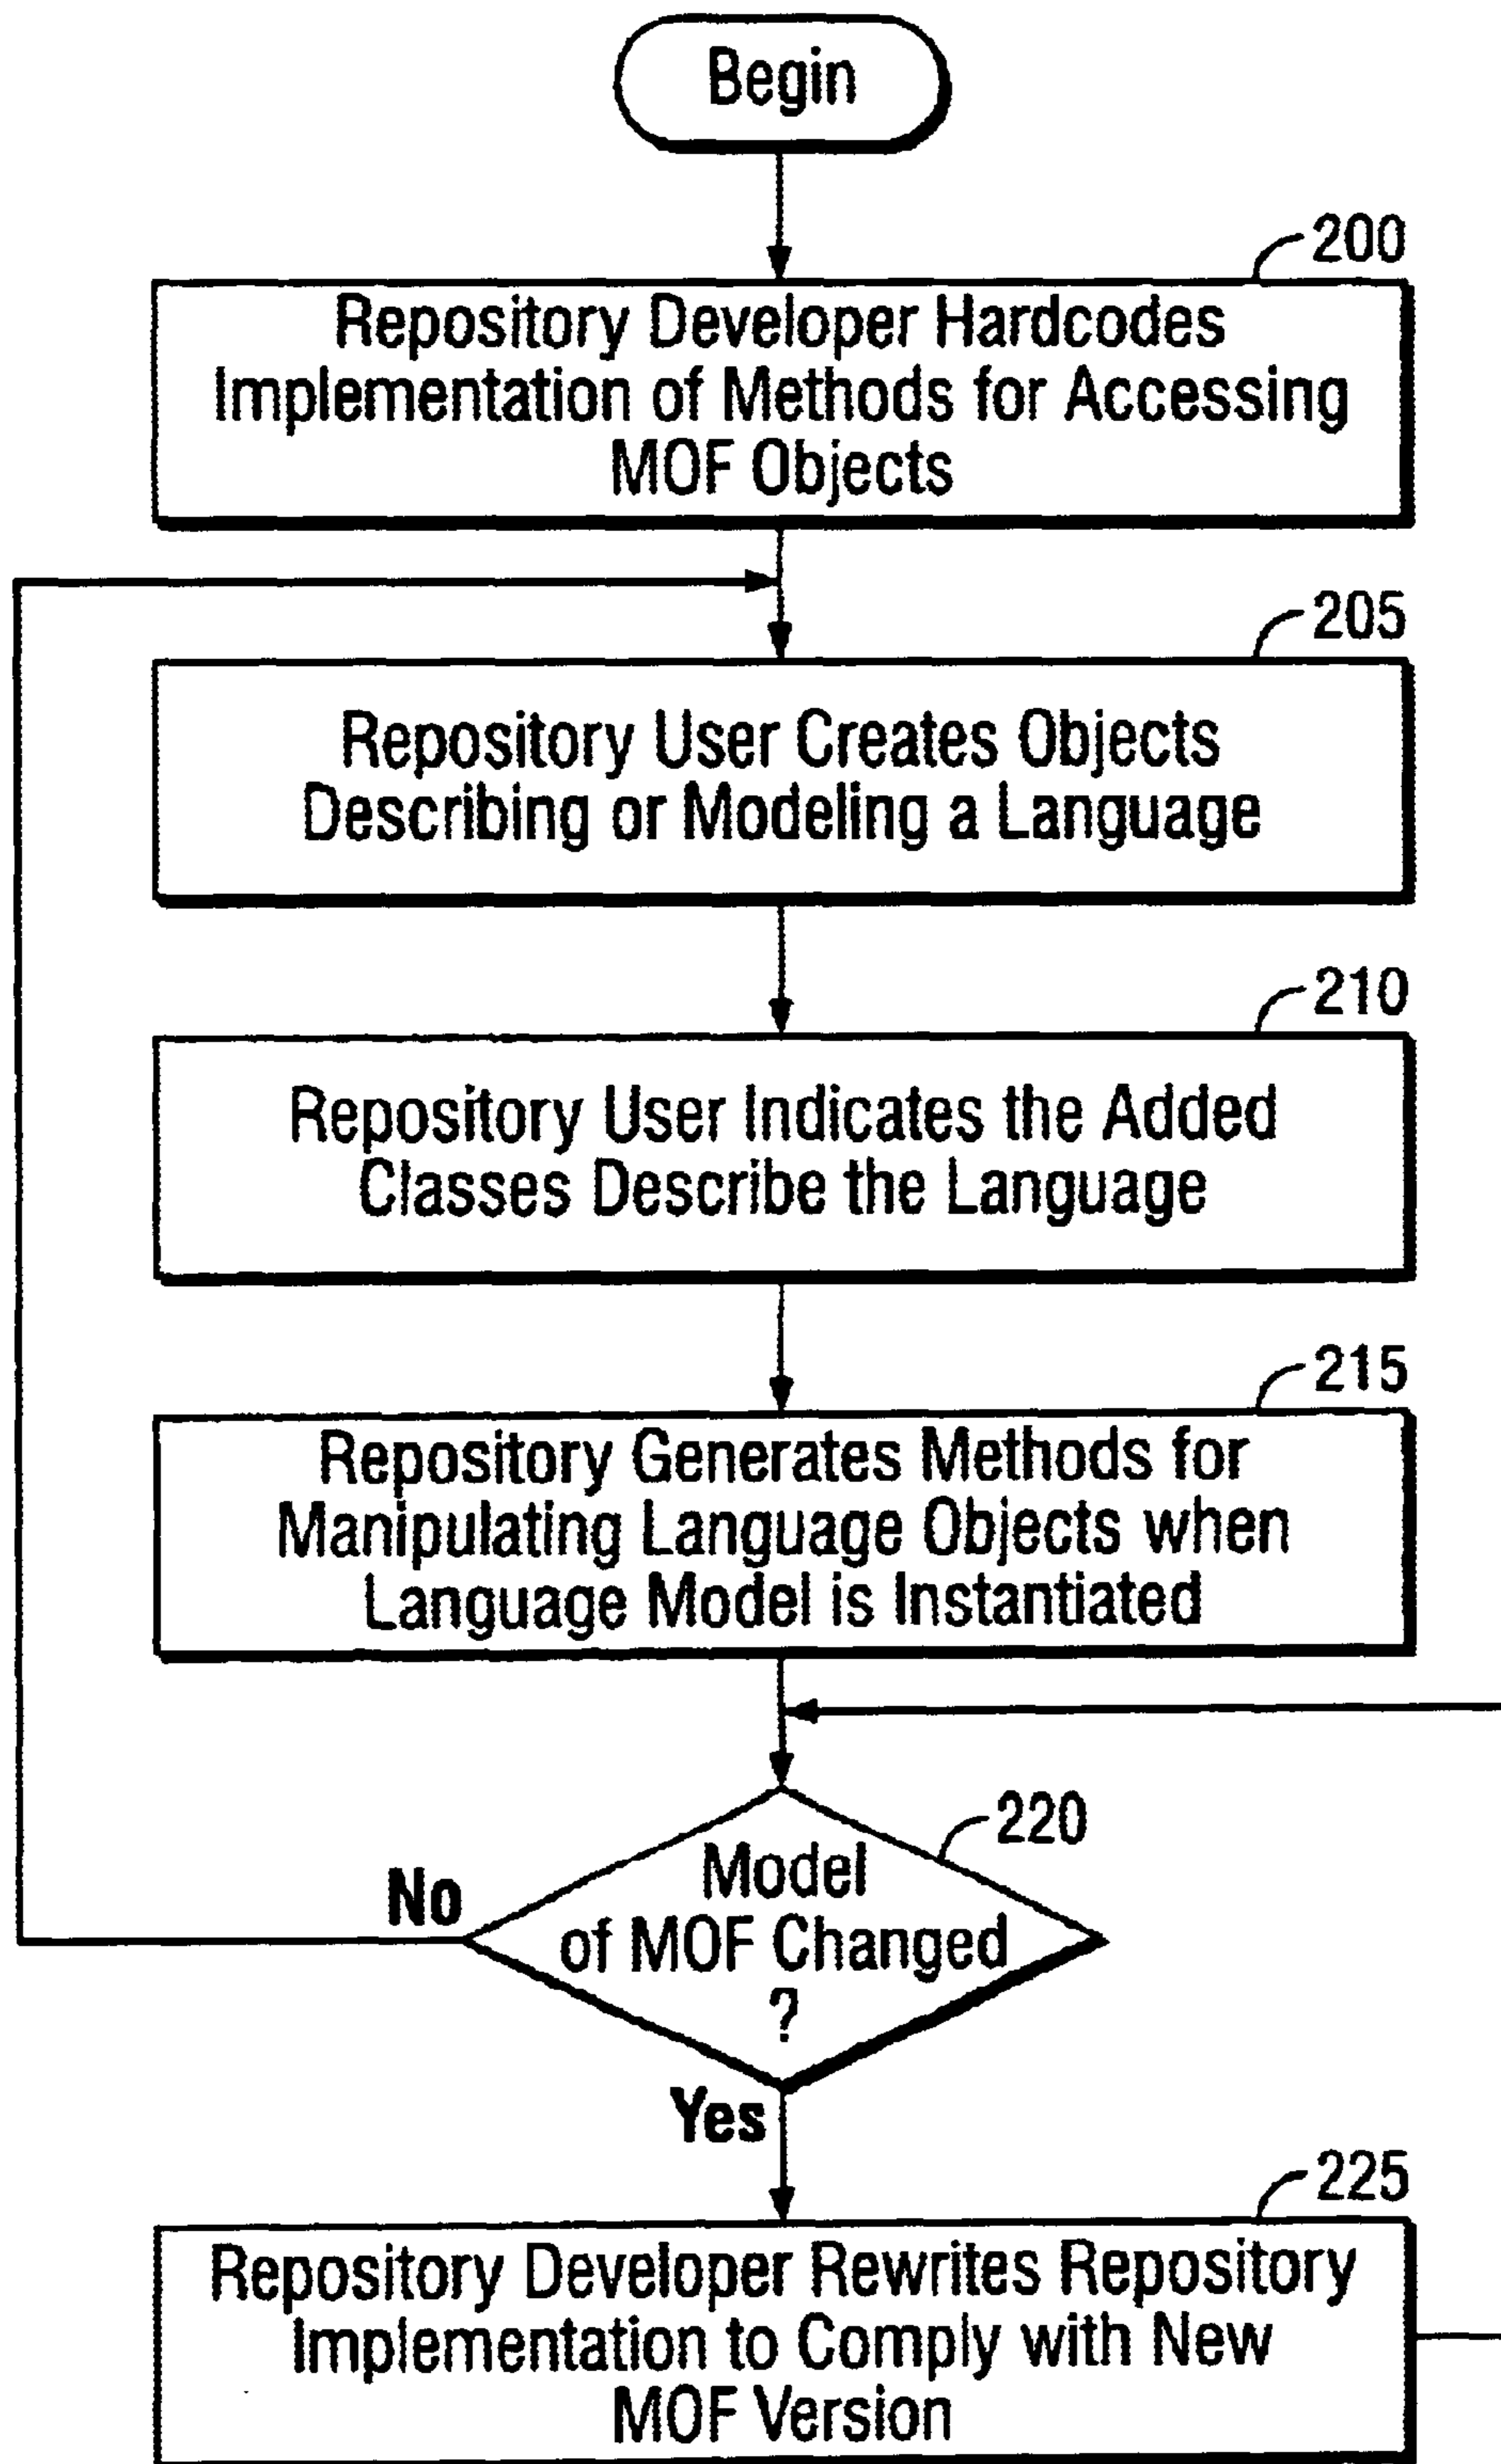 Begin
200
Repository Developer Hardcodes
Implementation of Methods for Accessing
MOF Objects
205
Repository User Creates Objects
Describing or Modeling a Language
210
Repository User Indicates the Added
Classes Describe the Language
215
Repository Generates Methods for
Manipulating Language Objects when
Language Model is Instantiated
220
Model
of MOF Changed
?
No
Yes
225
Repository Developer Rewrites Repository
Implementation to Comply with New
MOF Version